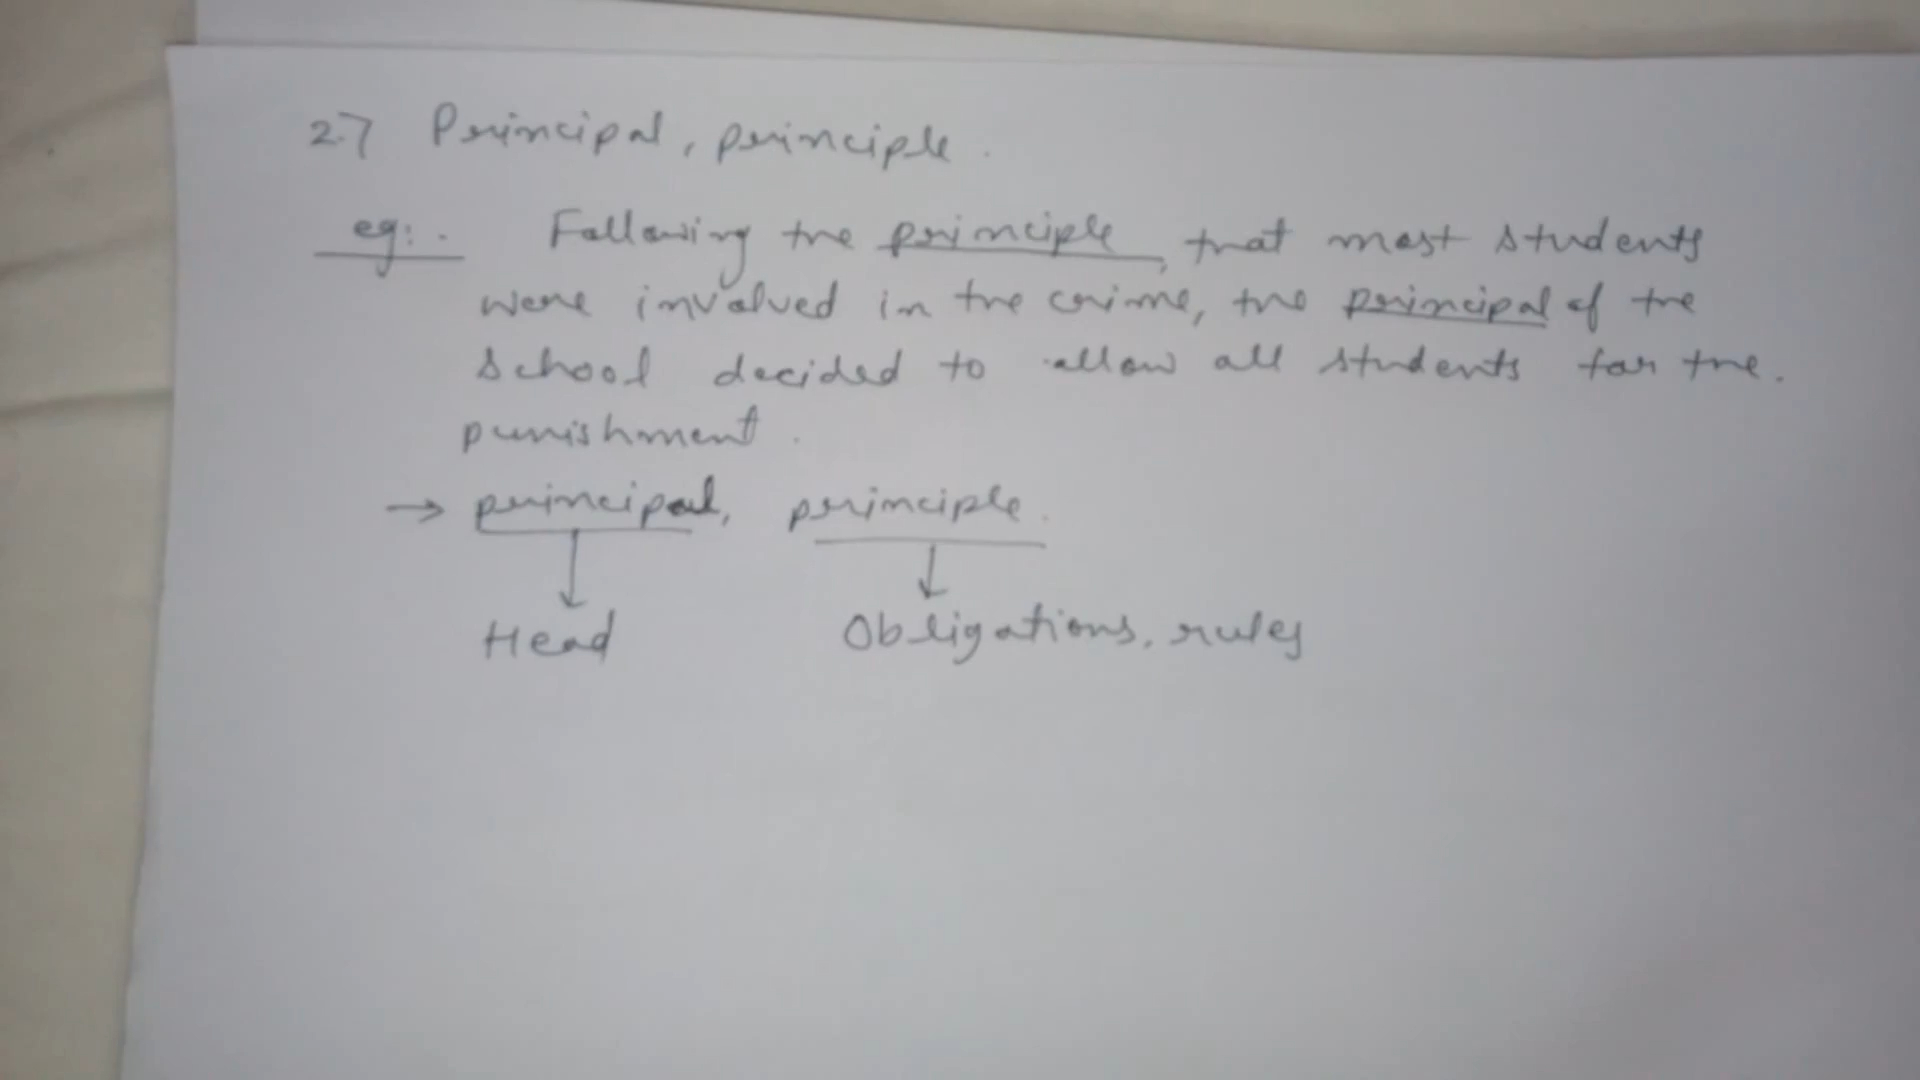 2.7 Principal, principle.
eg:. Following the principle, that most students
were involved in the crime, the principal of the
school decided to allow all students for the.
punishment.
→ principal, principle.
Head Obligations, rules